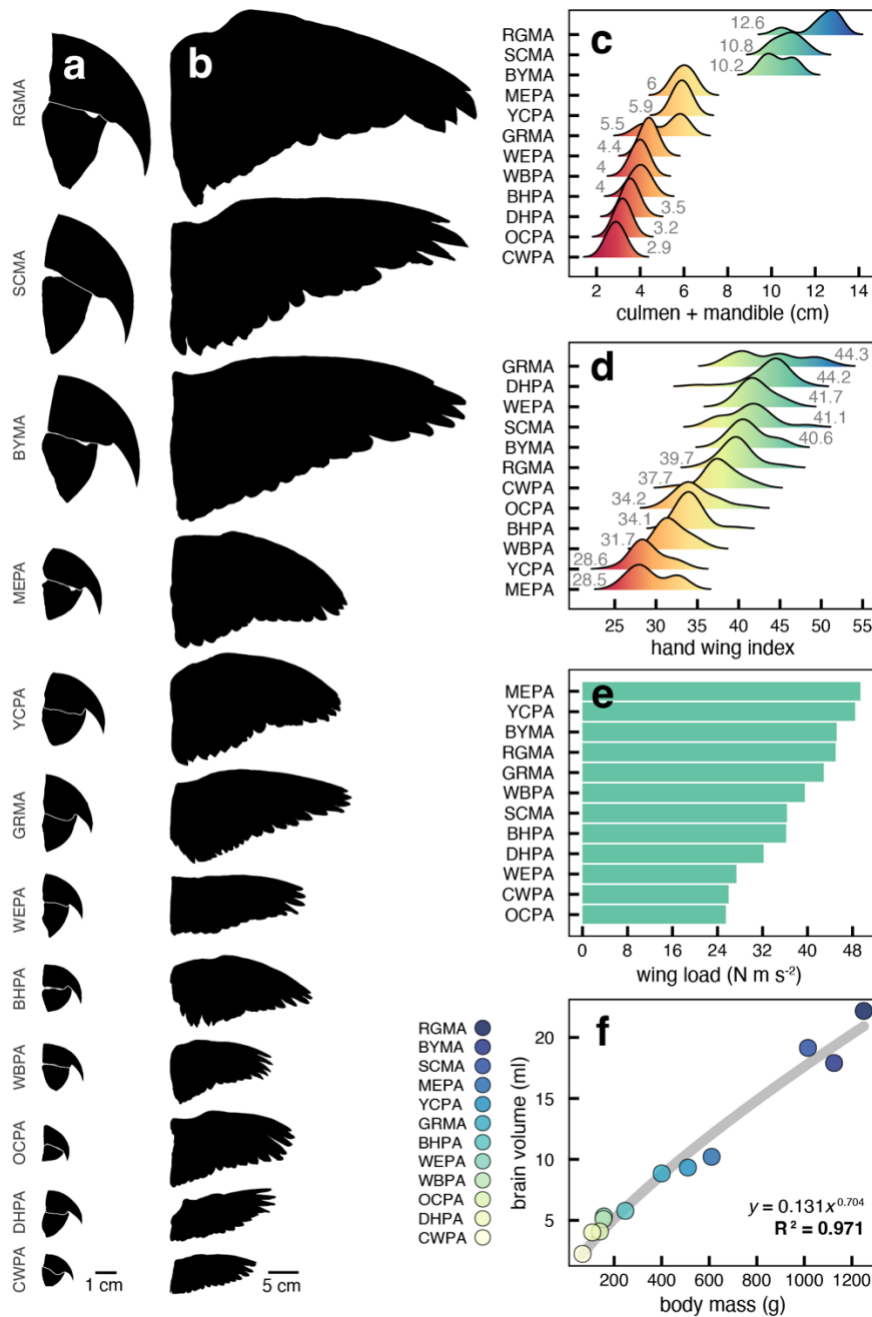 a
RGMA
SCMA
BYMA
MEPA
YCPA
GRMA
WEPA
BHPA
WBPA
OCPA
DHPA
CWPA
1 cm
b
5 cm
c
RGMA
SCMA
BYMA
MEPA
YCPA
GRMA
WEPA
WBPA
BHPA
DHPA
OCPA
CWPA
12.6
10.8
10.2
6
5.9
5.5
4.4
4
4
3.5
3.2
2.9
2 4 6 8 10 12 14
culmen + mandible (cm)
d
GRMA
DHPA
WEPA
SCMA
BYMA
RGMA
CWPA
OCPA
BHPA
WBPA
YCPA
MEPA
44.3
44.2
41.7
41.1
40.6
39.7
37.7
34.2
34.1
31.7
28.6
28.5
25 30 35 40 45 50 55
hand wing index
e
MEPA
YCPA
BYMA
RGMA
GRMA
WBPA
SCMA
BHPA
DHPA
WEPA
CWPA
OCPA
0 8 16 24 32 40 48
wing load (N m s⁻²)
RGMA
BYMA
SCMA
MEPA
YCPA
GRMA
BHPA
WEPA
WBPA
OCPA
DHPA
CWPA
f
brain volume (ml)
20
15
10
5
y = 0.131x^0.704
R² = 0.971
200 400 600 800 1000 1200
body mass (g)